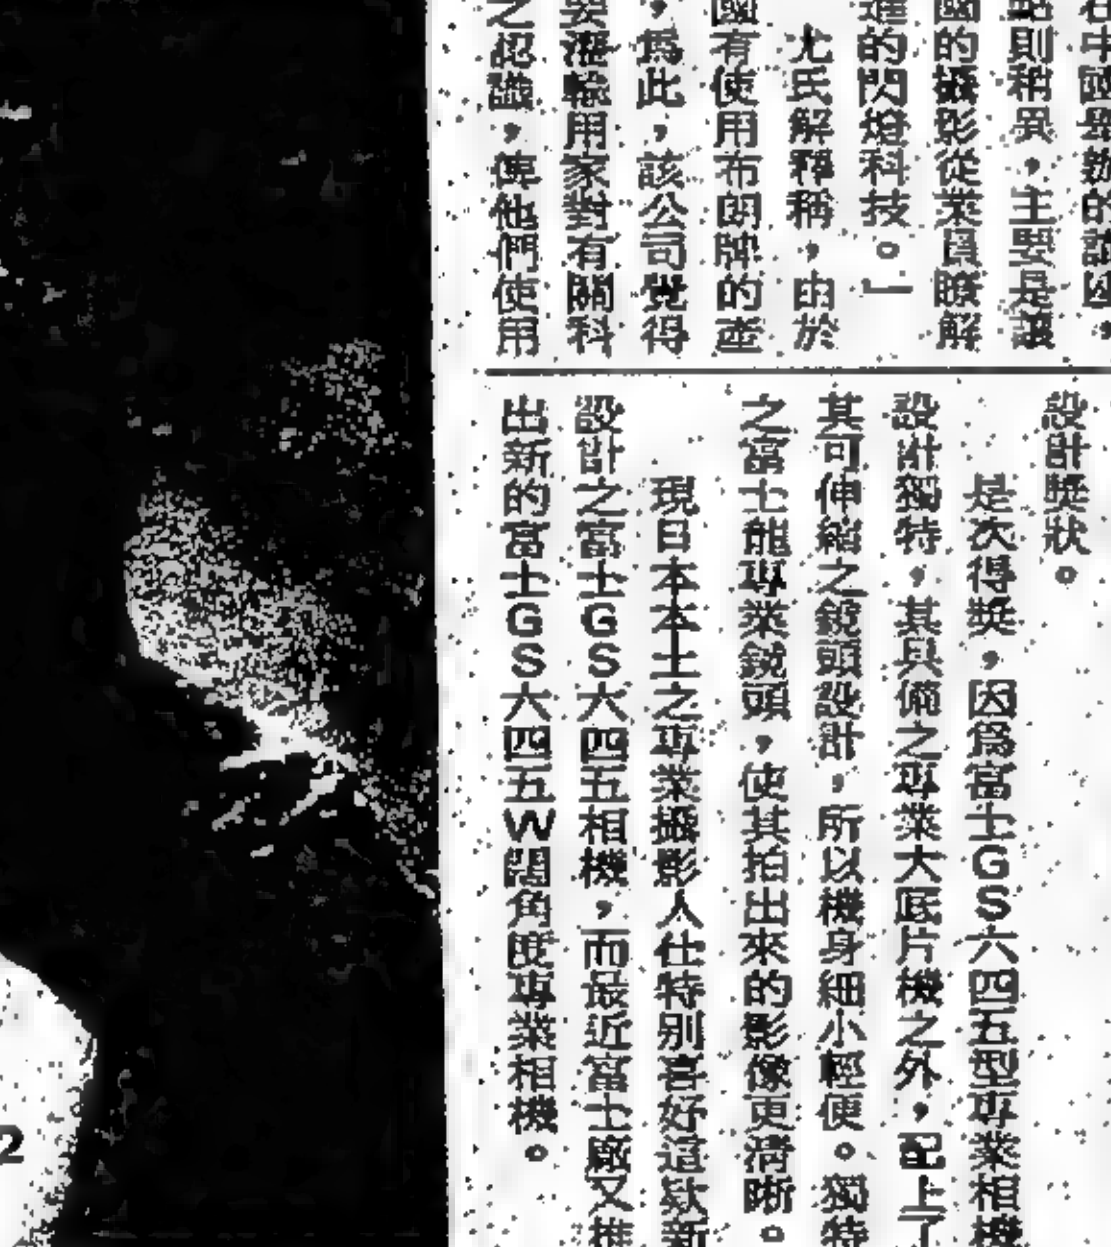 在中國舉辦的
略則稍異，主要是讓
國的攝影從業員瞭解
進的閃燈科技。」
尤氏解釋稱，由於
國有使用布朗牌的產
，為此，該公司覺得
要灌輸用家對有關科
之認識，俾他們使用
設計獎狀。
是次得獎，因為富士GS六四五型專業相機
設計獨特，其具備之專業大底片機之外，配上了
其可伸縮之鏡頭設計，所以機身細小輕便。獨特
之富士能專業鏡頭，使其拍出來的影像更清晰。
現日本本土之專業攝影人仕特別喜好這款新
設計之富士GS六四五相機，而最近富士廠又推
出新的富士GS六四五W闊角度專業相機。
2